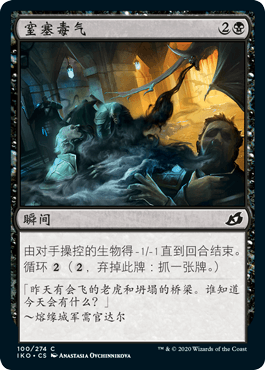 窒塞毒气 2
瞬间
由对手操控的生物得-1/-1直到回合结束。
循环 2（2，弃掉此牌：抓一张牌。）
「昨天有会飞的老虎和坍塌的桥梁。谁知道
今天会有什么？」
～熔缘城军需官达尔
100/274 C
IKO • CS Anastasia Ovchinnikova
™ & © 2020 Wizards of the Coast